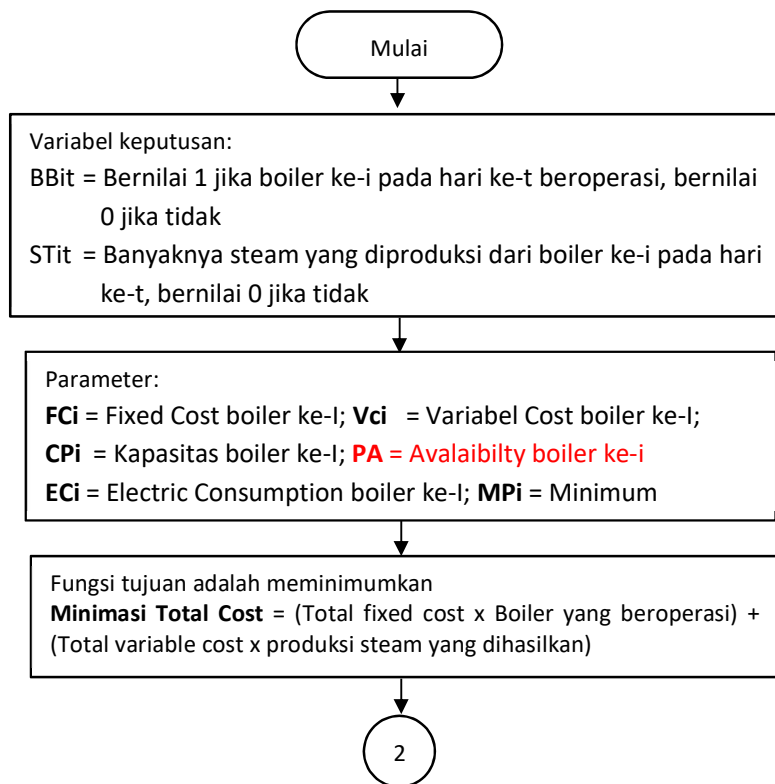 Mulai
Variabel keputusan:
BBit = Bernilai 1 jika boiler ke-i pada hari ke-t beroperasi, bernilai
0 jika tidak
STit = Banyaknya steam yang diproduksi dari boiler ke-i pada hari
ke-t, bernilai 0 jika tidak
Parameter:
FCi = Fixed Cost boiler ke-I; Vci = Variabel Cost boiler ke-I;
CPi = Kapasitas boiler ke-I; PA = Avalaibilty boiler ke-i
ECi = Electric Consumption boiler ke-I; MPi = Minimum
Fungsi tujuan adalah meminimumkan
Minimasi Total Cost = (Total fixed cost x Boiler yang beroperasi) +
(Total variable cost x produksi steam yang dihasilkan)
2